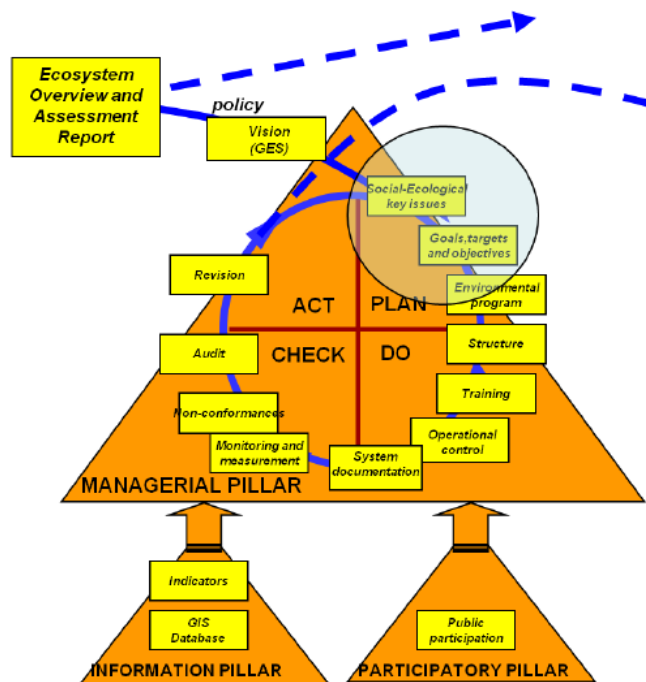 Ecosystem
Overview and
Assessment
Report
policy
Vision
(GES)
Social-Ecological
key issues
Goals,targets
and objectives
Revision
Environmental
program
ACT
PLAN
Structure
Audit
CHECK
DO
Training
Non-conformances
Operational
control
Monitoring and
measurement
System
documentation
MANAGERIAL PILLAR
Indicators
GIS
Database
INFORMATION PILLAR
Public
participation
PARTICIPATORY PILLAR